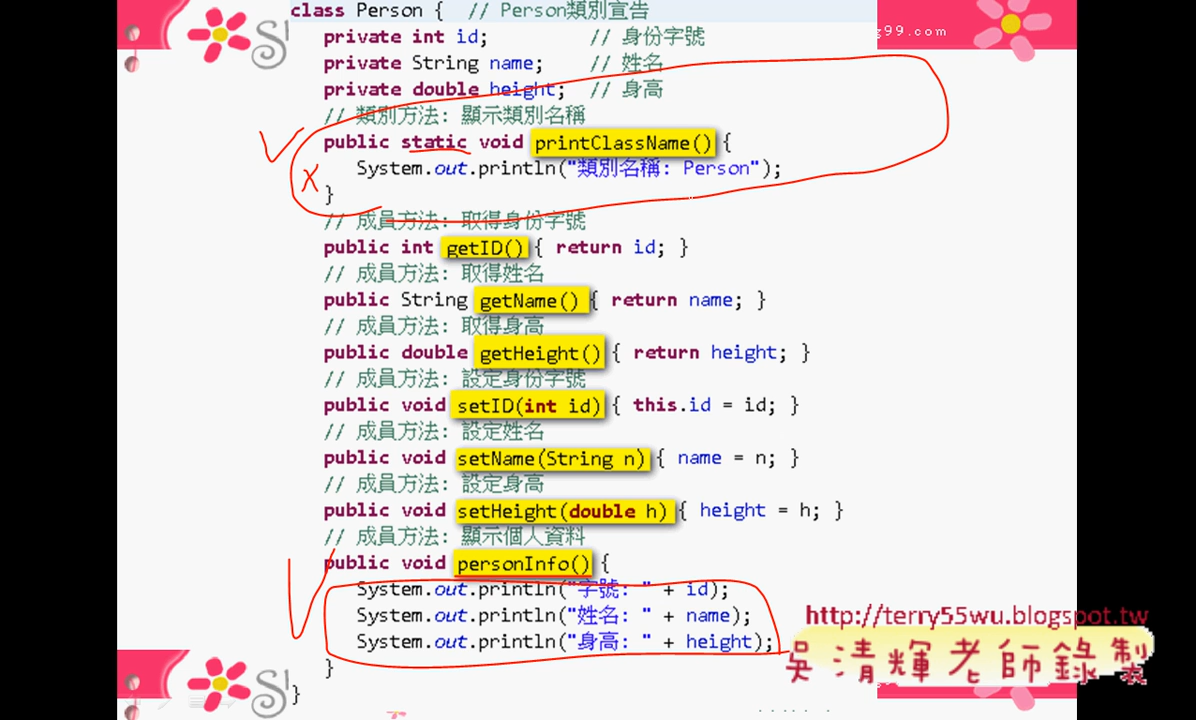 class Person {  // Person類別宣告
private int id;  // 身份字號
private String name;  // 姓名
private double height;  // 身高
// 類別方法: 顯示類別名稱
public static void printClassName() {
System.out.println("類別名稱: Person");
}
// 成員方法: 取得身份字號
public int getID() { return id; }
// 成員方法: 取得姓名
public String getName() { return name; }
// 成員方法: 取得身高
public double getHeight() { return height; }
// 成員方法: 設定身份字號
public void setID(int id) { this.id = id; }
// 成員方法: 設定姓名
public void setName(String n) { name = n; }
// 成員方法: 設定身高
public void setHeight(double h) { height = h; }
// 成員方法: 顯示個人資料
public void personInfo() {
System.out.println("字號: " + id);
System.out.println("姓名: " + name);
System.out.println("身高: " + height);
}
}
http://terry55wu.blogspot.tw
吳清輝老師錄製